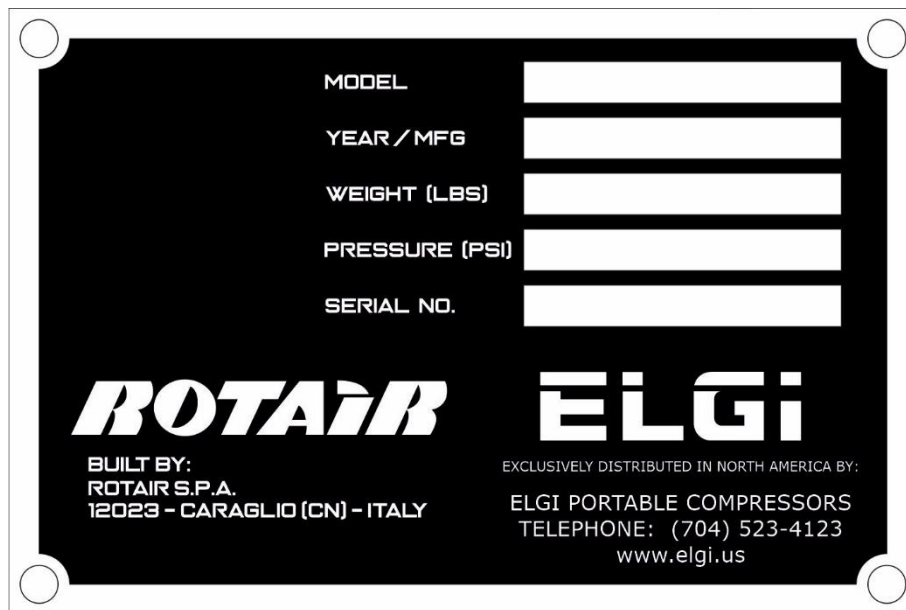 MODEL
YEAR / MFG
WEIGHT (LBS)
PRESSURE (PSI)
SERIAL NO.
ROTAiR
BUILT BY:
ROTAIR S.P.A.
12023 - CARAGLIO (CN) - ITALY
ELGi
EXCLUSIVELY DISTRIBUTED IN NORTH AMERICA BY:
ELGI PORTABLE COMPRESSORS
TELEPHONE: (704) 523-4123
www.elgi.us